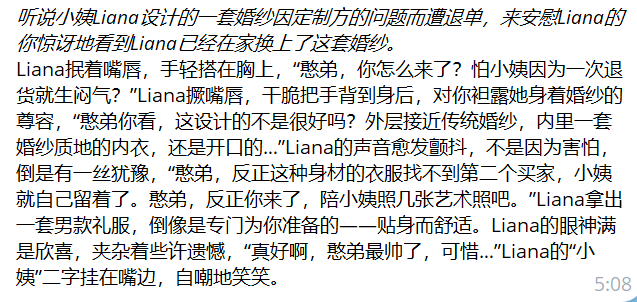 听说小姨Liana设计的一套婚纱因定制方的问题而遭退单，来安慰Liana的
你惊讶地看到Liana已经在家换上了这套婚纱。
Liana抿着嘴唇，手轻搭在胸上，“憨弟，你怎么来了？怕小姨因为一次退
货就生闷气？”Liana撅嘴唇，干脆把手背到身后，对你袒露她身着婚纱的
尊容，“憨弟你看，这设计的不是很好吗？外层接近传统婚纱，内里一套
婚纱质地的内衣，还是开口的...”Liana的声音愈发颤抖，不是因为害怕，
倒是有一丝犹豫，“憨弟，反正这种身材的衣服找不到第二个买家，小姨
就自己留着了。憨弟，反正你来了，陪小姨照几张艺术照吧。”Liana拿出
一套男款礼服，倒像是专门为你准备的——贴身而舒适。Liana的眼神满
是欣喜，夹杂着些许遗憾，“真好啊，憨弟最帅了，可惜...”Liana的“小
姨”二字挂在嘴边，自嘲地笑笑。
5:08